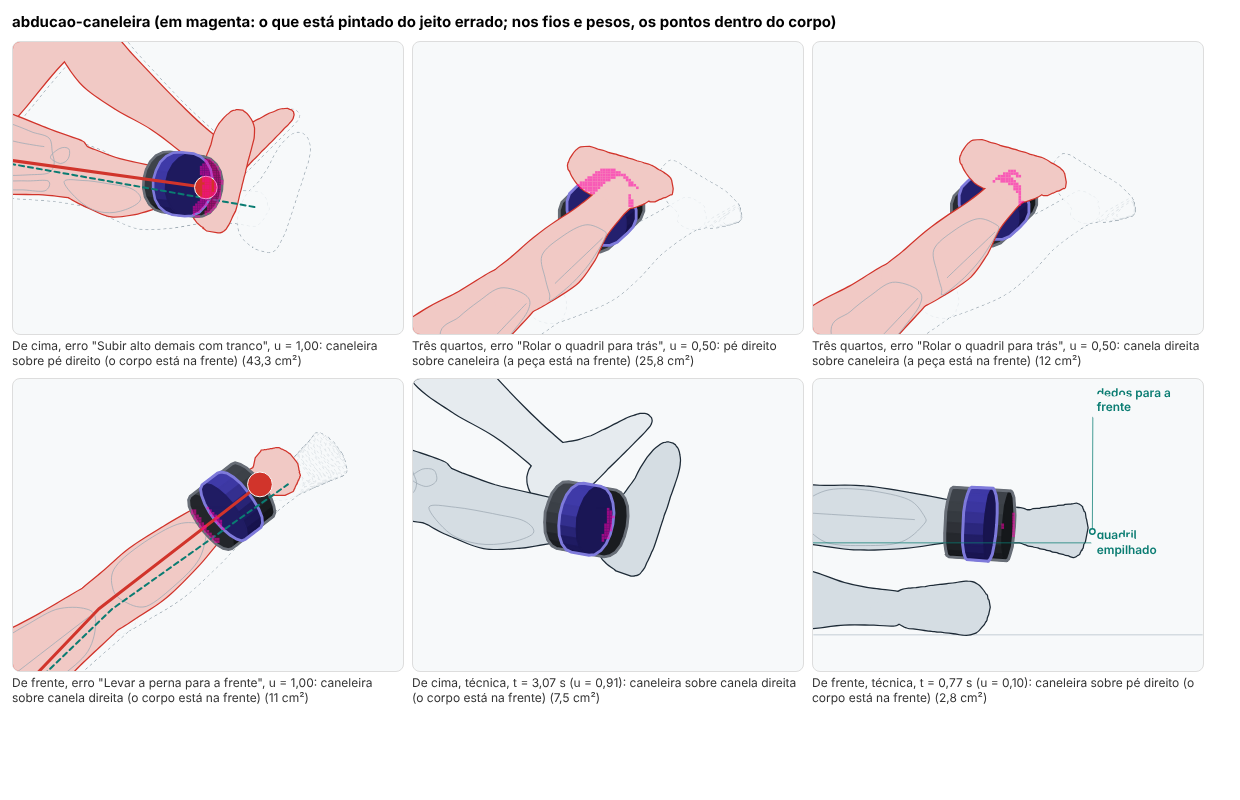 abducao-caneleira (em magenta: o que está pintado do jeito errado; nos fios e pesos, os pontos dentro do corpo)
De cima, erro "Subir alto demais com tranco", u = 1,00: caneleira
sobre pé direito (o corpo está na frente) (43,3 cm²)
Três quartos, erro "Rolar o quadril para trás", u = 0,50: pé direito
sobre caneleira (a peça está na frente) (25,8 cm²)
Três quartos, erro "Rolar o quadril para trás", u = 0,50: canela direita
sobre caneleira (a peça está na frente) (12 cm²)
dedos para a
frente
quadril
empilhado
De frente, erro "Levar a perna para a frente", u = 1,00: caneleira
sobre canela direita (o corpo está na frente) (11 cm²)
De cima, técnica, t = 3,07 s (u = 0,91): caneleira sobre canela direita
(o corpo está na frente) (7,5 cm²)
De frente, técnica, t = 0,77 s (u = 0,10): caneleira sobre pé direito (o
corpo está na frente) (2,8 cm²)